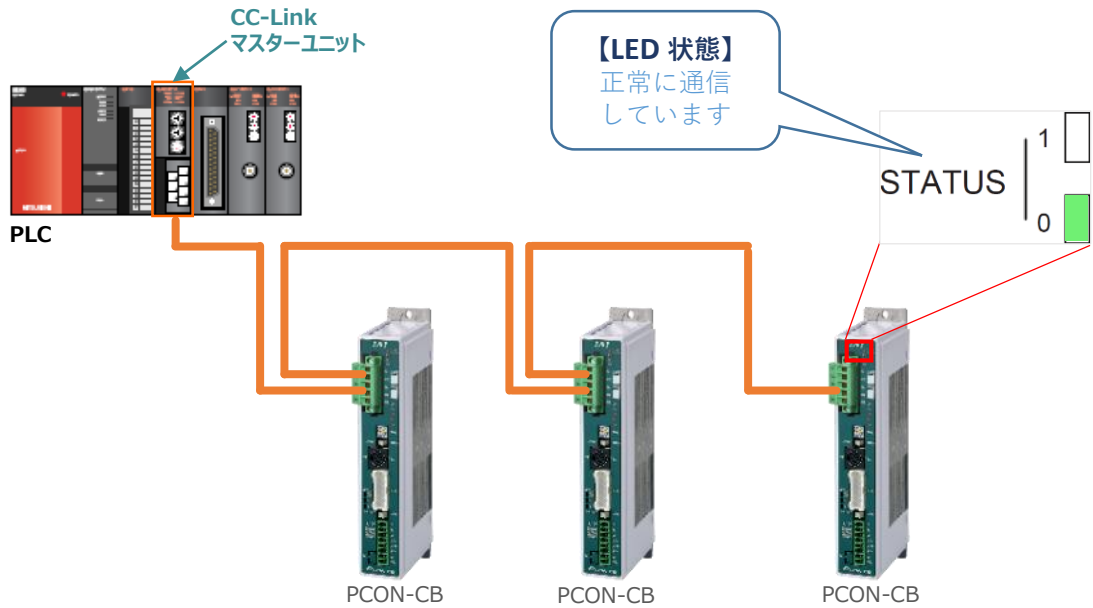 CC-Link
マスターユニット
【LED 状態】
正常に通信
しています
STATUS
1
0
PLC
PCON-CB
PCON-CB
PCON-CB